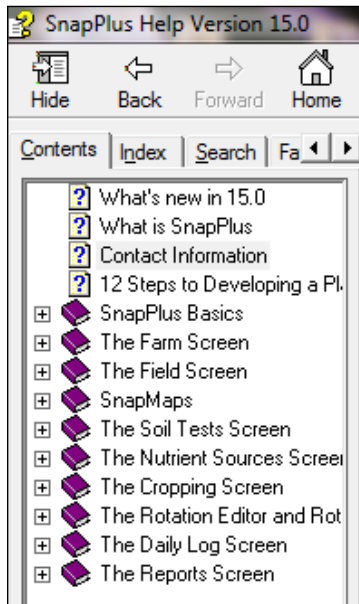 SnapPlus Help Version 15.0
Hide Back Forward Home
Contents Index Search Fa
What's new in 15.0
What is SnapPlus
Contact Information
12 Steps to Developing a Pl
SnapPlus Basics
The Farm Screen
The Field Screen
SnapMaps
The Soil Tests Screen
The Nutrient Sources Screen
The Cropping Screen
The Rotation Editor and Rot
The Daily Log Screen
The Reports Screen